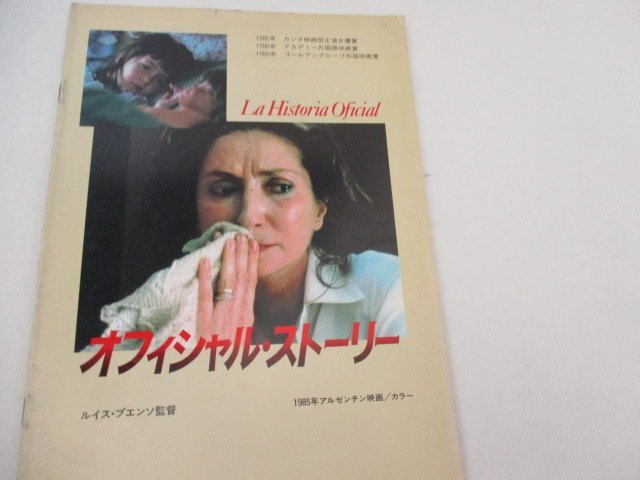 1985年 カンヌ映画祭主演女優賞
1986年 アカデミー外国語映画賞
1986年 ゴールデングローブ外国映画賞
La Historia Oficial
オフィシャル・ストーリー
ルイス・プエンソ監督
1985年アルゼンチン映画/カラー